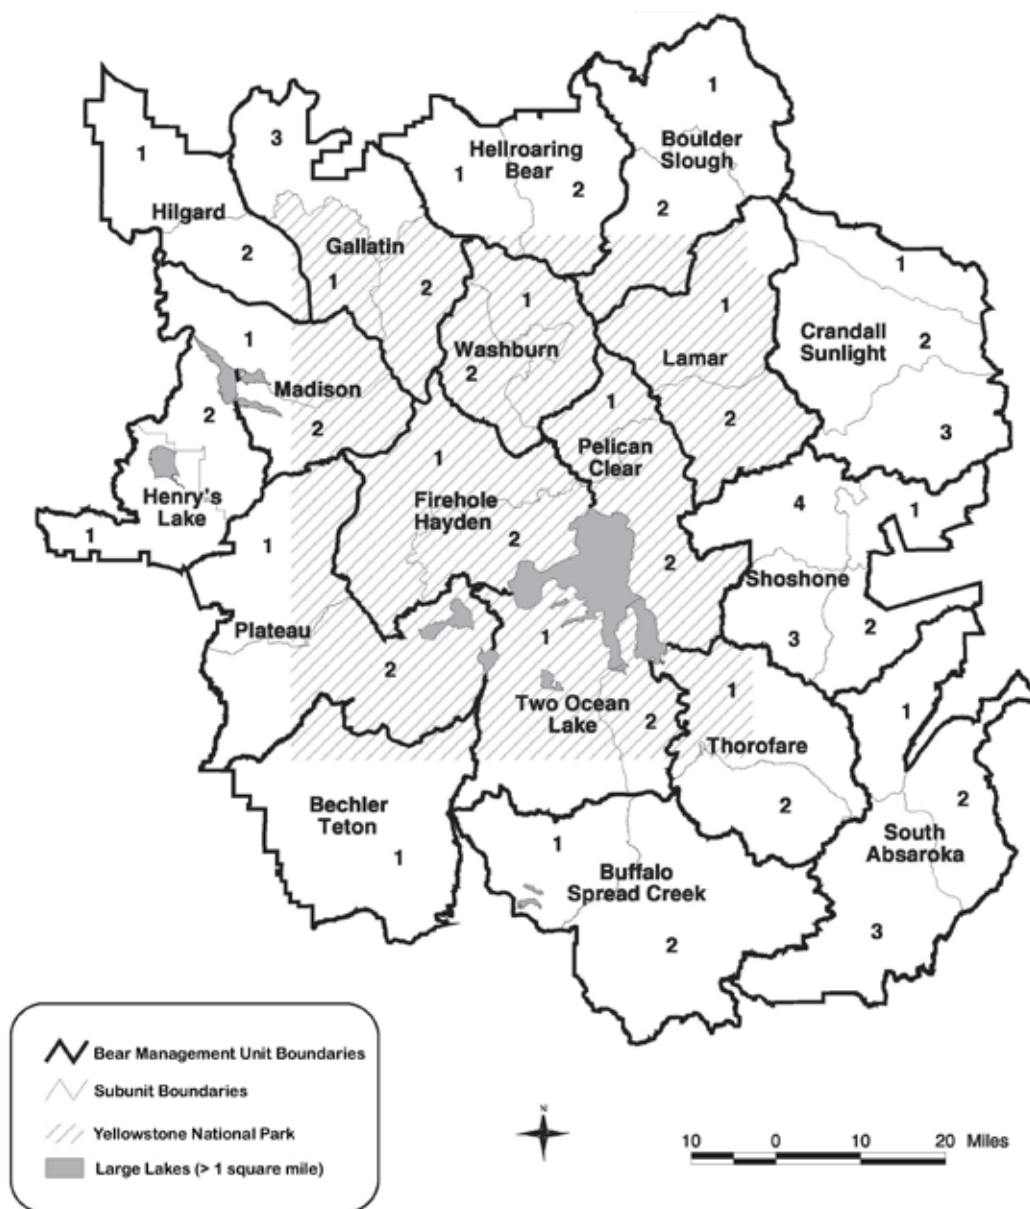 1
3
1
Hellroaring
Bear
1
2
Boulder
Slough
2
Hilgard
2
Gallatin
1
2
1
Washburn
2
1
Lamar
2
1
Crandall
Sunlight
2
3
1
Madison
2
2
Henry's
Lake
1
1
Pelican
Clear
2
1
Firehole
Hayden
2
4
1
Shoshone
3
2
1
Plateau
2
1
Two Ocean
Lake
2
1
Thorofare
2
1
2
South
Absaroka
3
Bechler
Teton
1
1
Buffalo
Spread Creek
2
Bear Management Unit Boundaries
Subunit Boundaries
Yellowstone National Park
Large Lakes (> 1 square mile)
N
10 0 10 20 Miles